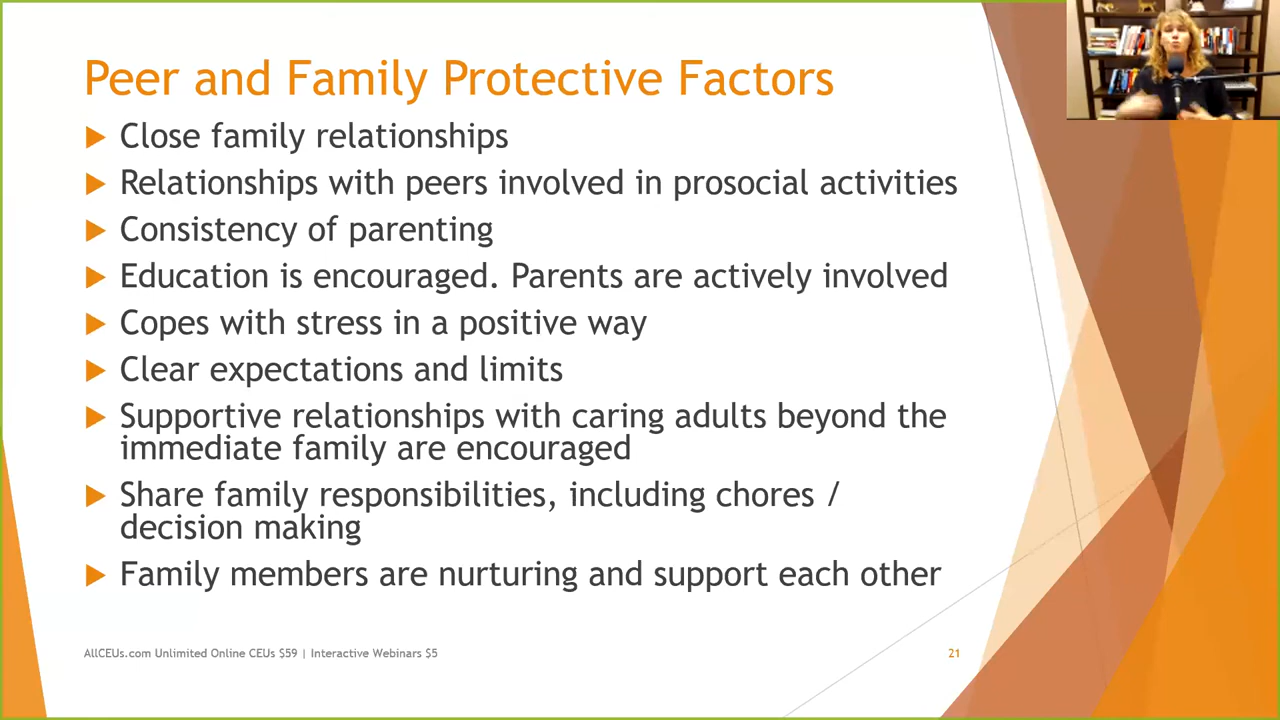 Peer and Family Protective Factors
Close family relationships
Relationships with peers involved in prosocial activities
Consistency of parenting
Education is encouraged. Parents are actively involved
Copes with stress in a positive way
Clear expectations and limits
Supportive relationships with caring adults beyond the
immediate family are encouraged
Share family responsibilities, including chores /
decision making
Family members are nurturing and support each other
AllCEUs.com Unlimited Online CEUs $59 | Interactive Webinars $5
21